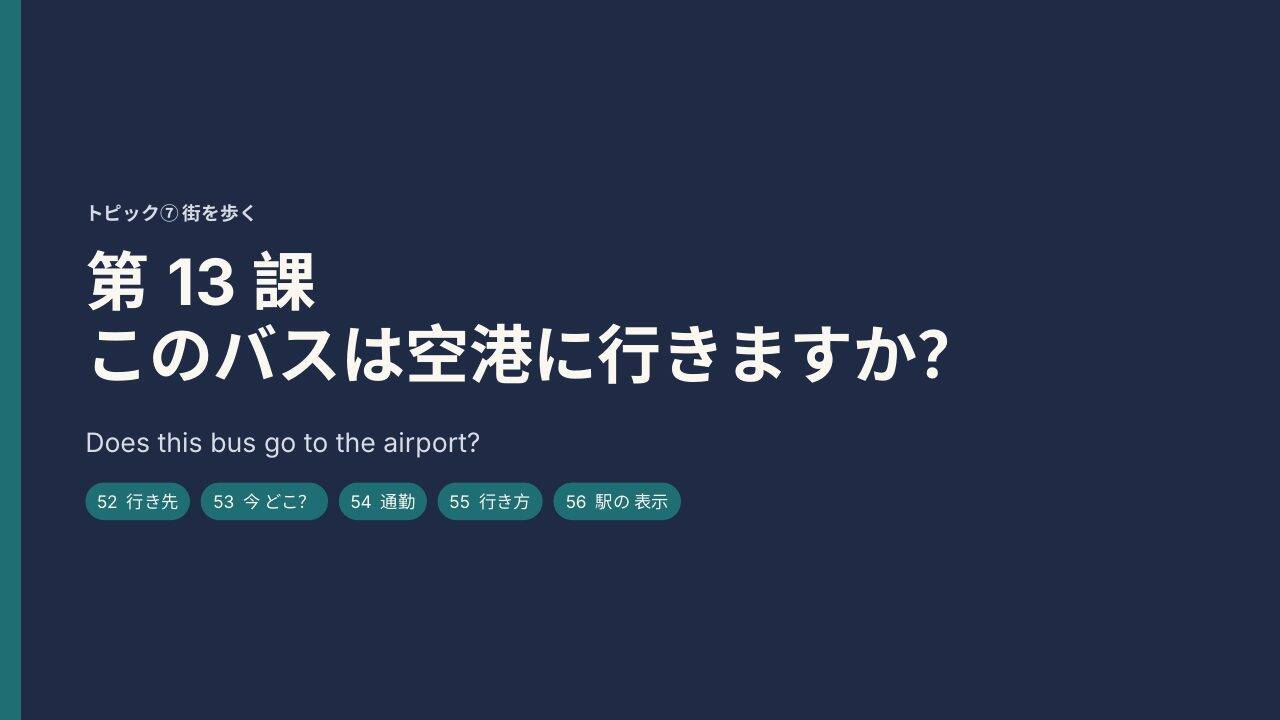 トピック⑦ 街を歩く
第 13 課
このバスは空港に行きますか?
Does this bus go to the airport?
52 行き先 53 今 どこ? 54 通勤 55 行き方 56 駅の 表示